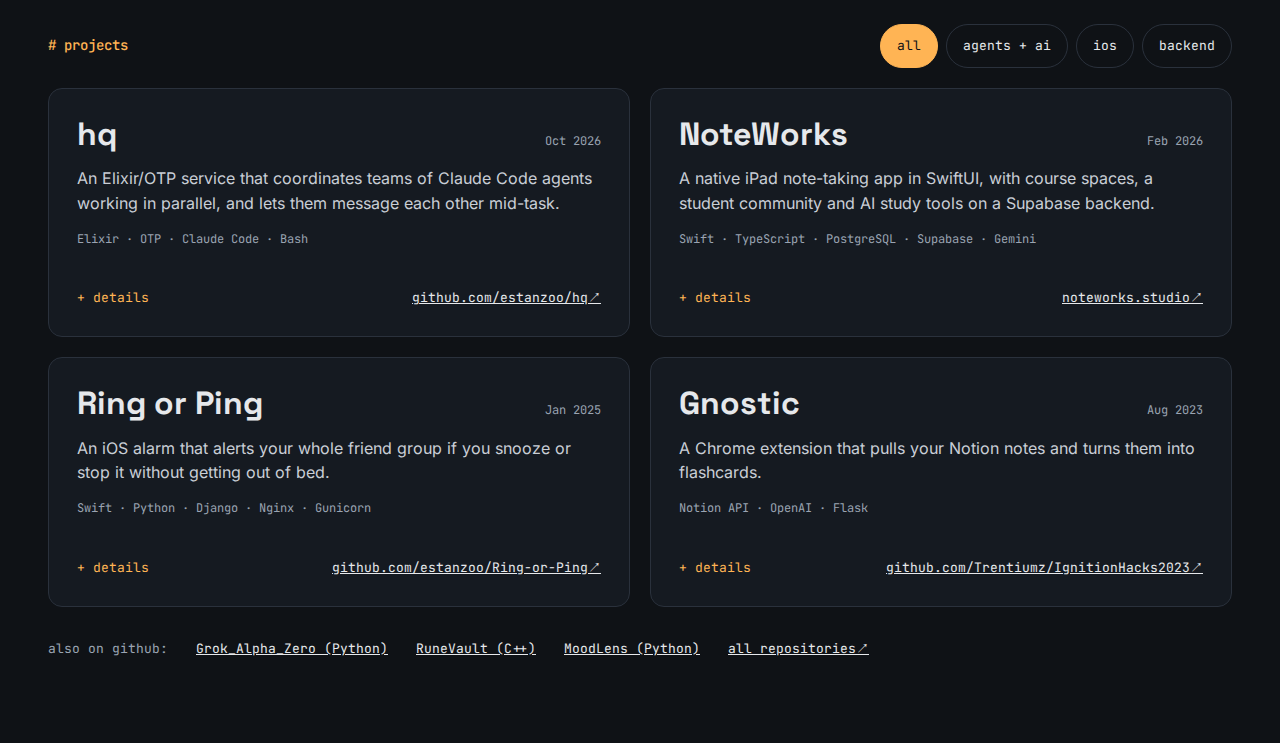 # projects
all
agents + ai
ios
backend
hq
Oct 2026
An Elixir/OTP service that coordinates teams of Claude Code agents
working in parallel, and lets them message each other mid-task.
Elixir · OTP · Claude Code · Bash
+ details
github.com/estanzoo/hq↗
NoteWorks
Feb 2026
A native iPad note-taking app in SwiftUI, with course spaces, a
student community and AI study tools on a Supabase backend.
Swift · TypeScript · PostgreSQL · Supabase · Gemini
+ details
noteworks.studio↗
Ring or Ping
Jan 2025
An iOS alarm that alerts your whole friend group if you snooze or
stop it without getting out of bed.
Swift · Python · Django · Nginx · Gunicorn
+ details
github.com/estanzoo/Ring-or-Ping↗
Gnostic
Aug 2023
A Chrome extension that pulls your Notion notes and turns them into
flashcards.
Notion API · OpenAI · Flask
+ details
github.com/Trentiumz/IgnitionHacks2023↗
also on github:
Grok_Alpha_Zero (Python)
RuneVault (C++)
MoodLens (Python)
all repositories↗